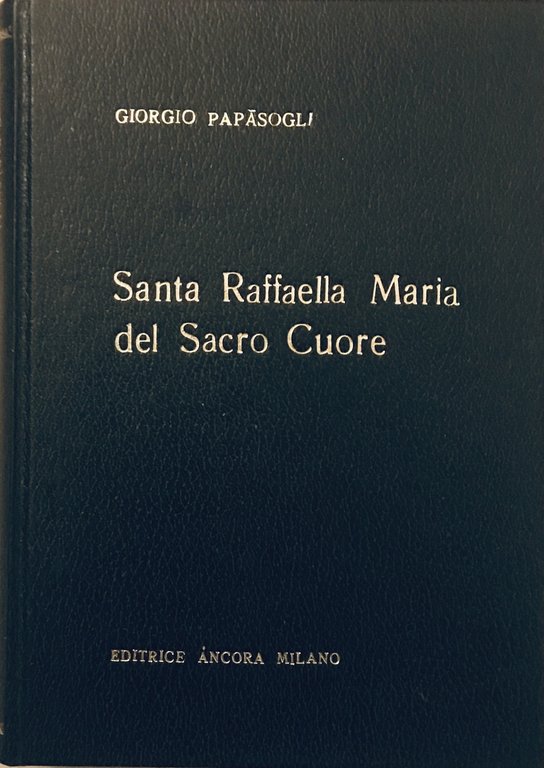 GIORGIO PAPÀSOGLI
Santa Raffaella Maria
del Sacro Cuore
EDITRICE ÀNCORA MILANO